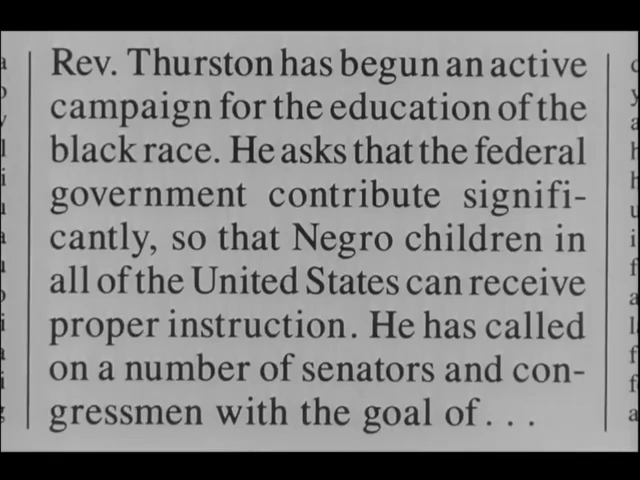 Rev. Thurston has begun an active
campaign for the education of the
black race. He asks that the federal
government contribute signifi-
cantly, so that Negro children in
all of the United States can receive
proper instruction. He has called
on a number of senators and con-
gressmen with the goal of . . .